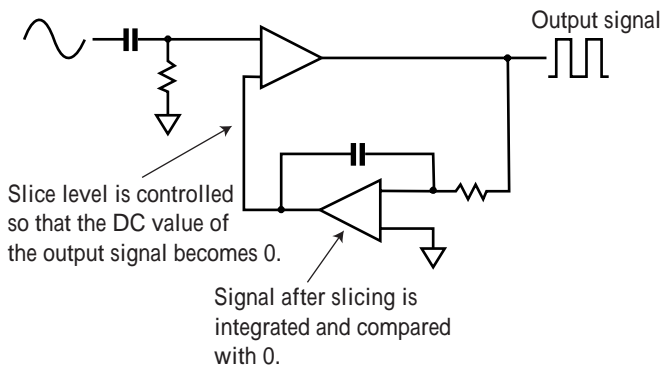 Output signal
Slice level is controlled
so that the DC value of
the output signal becomes 0.
Signal after slicing is
integrated and compared
with 0.